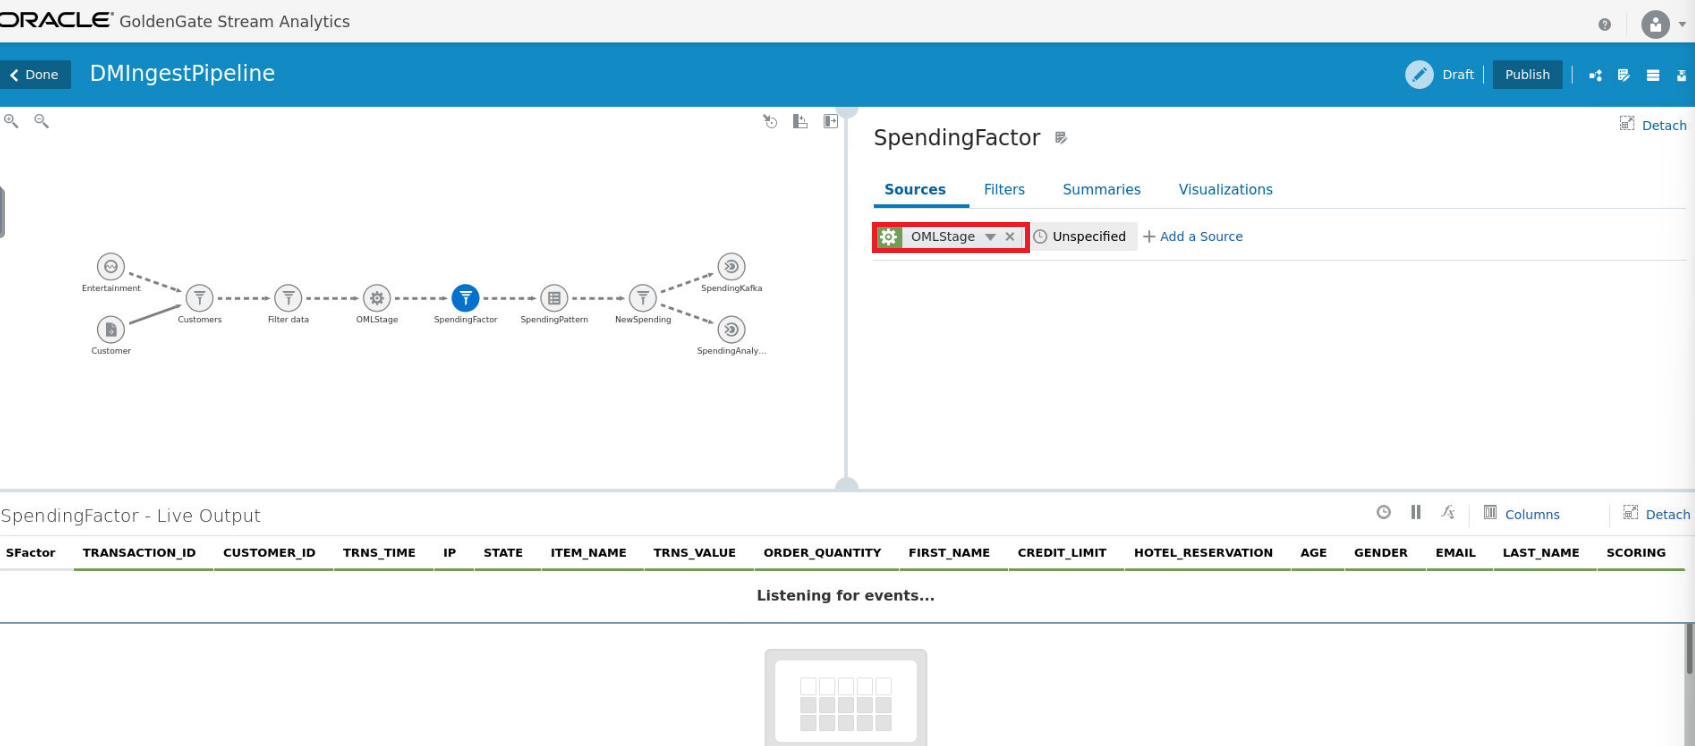 ORACLE GoldenGate Stream Analytics
Done DMIngestPipeline Draft Publish
SpendingFactor Detach
Sources Filters Summaries Visualizations
OMLStage Unspecified Add a Source
Entertainment SpendingKafka
Customers Filter data OMLStage SpendingFactor SpendingPattern NewSpending
Customer SpendingAnaly...
SpendingFactor - Live Output Columns Detach
SFactor TRANSACTION_ID CUSTOMER_ID TRNS_TIME IP STATE ITEM_NAME TRNS_VALUE ORDER_QUANTITY FIRST_NAME CREDIT_LIMIT HOTEL_RESERVATION AGE GENDER EMAIL LAST_NAME SCORING
Listening for events...